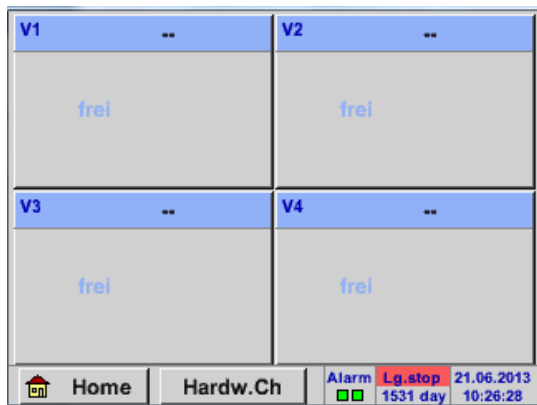 V1 -- V2 --
frei frei
V3 -- V4 --
frei frei
Home Hardw.Ch Alarm Lg.stop 21.06.2013
1531 day 10:26:28